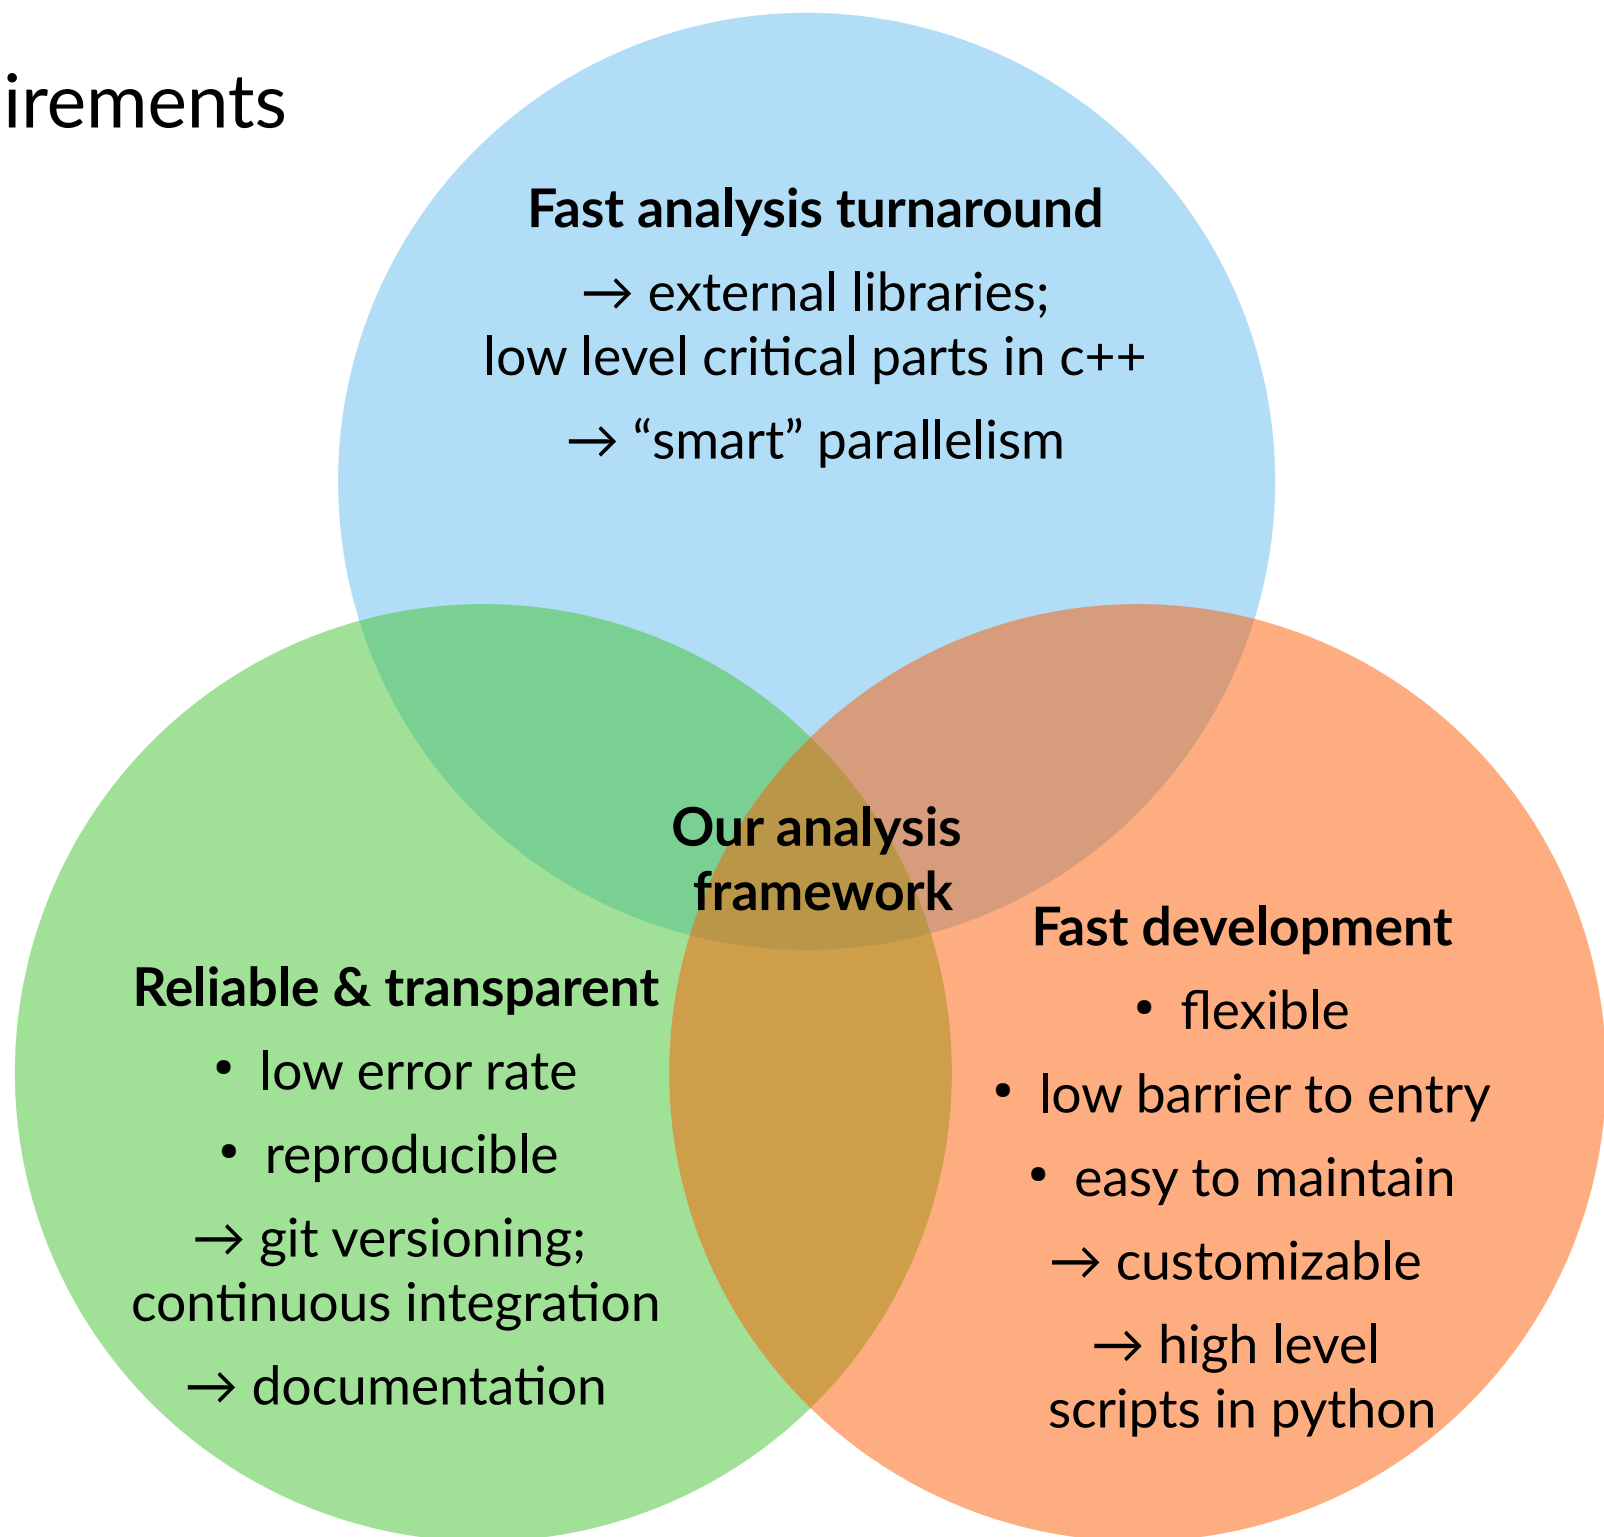 irements
Fast analysis turnaround
→ external libraries;
low level critical parts in c++
→ “smart” parallelism
Our analysis
framework
Reliable & transparent
• low error rate
• reproducible
→ git versioning;
continuous integration
→ documentation
Fast development
• flexible
• low barrier to entry
• easy to maintain
→ customizable
→ high level
scripts in python